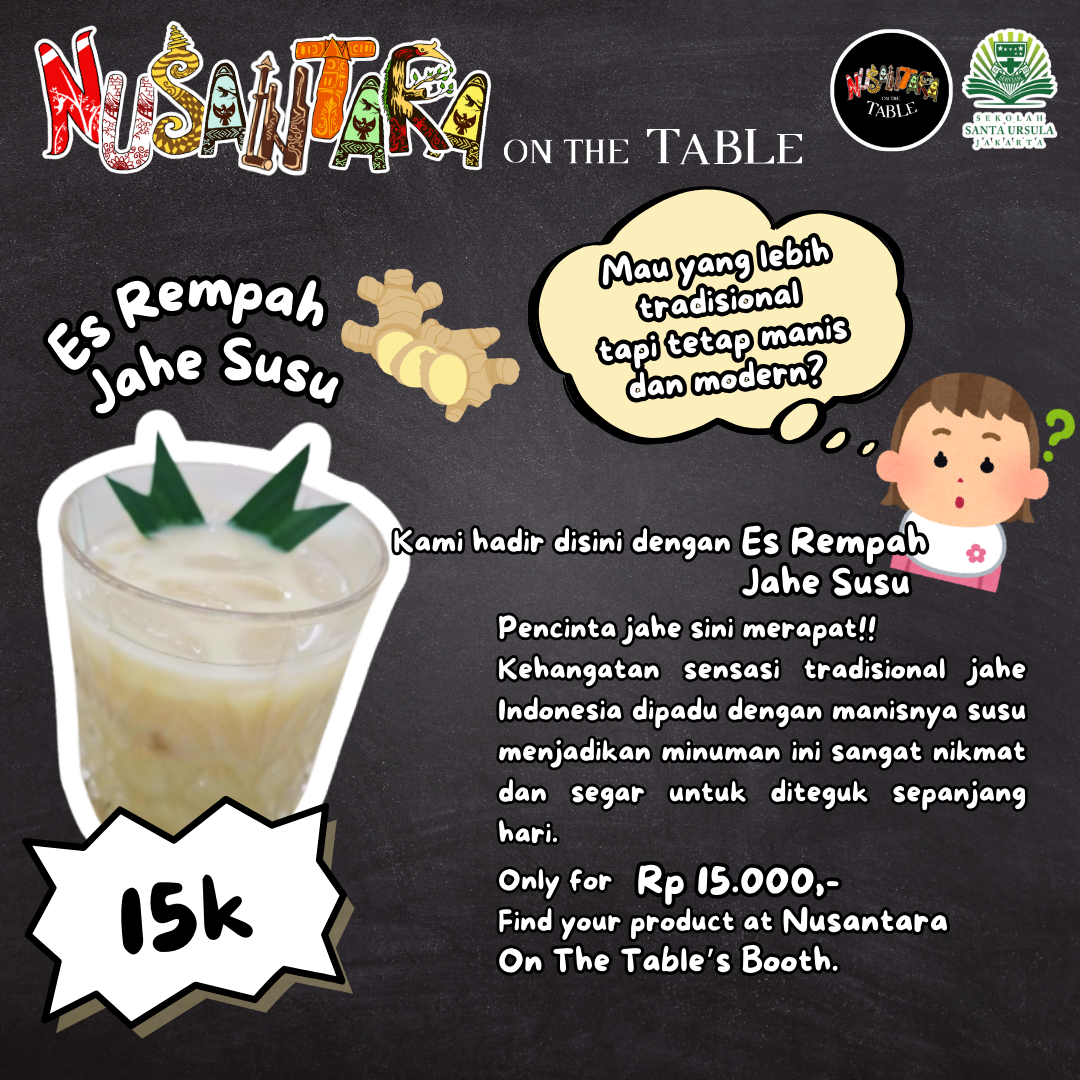 NUSANTARA ON THE TABLE
NUSANTARA
ON THE
TABLE
SERVIAM
SEKOLAH
SANTA URSULA
JAKARTA
Mau yang lebih
tradisional
tapi tetap manis
dan modern?
Es Rempah
Jahe Susu
Kami hadir disini dengan Es Rempah
Jahe Susu
Pencinta jahe sini merapat!!
Kehangatan sensasi tradisional jahe
Indonesia dipadu dengan manisnya susu
menjadikan minuman ini sangat nikmat
dan segar untuk diteguk sepanjang
hari.
Only for Rp 15.000,-
Find your product at Nusantara
On The Table's Booth.
15k